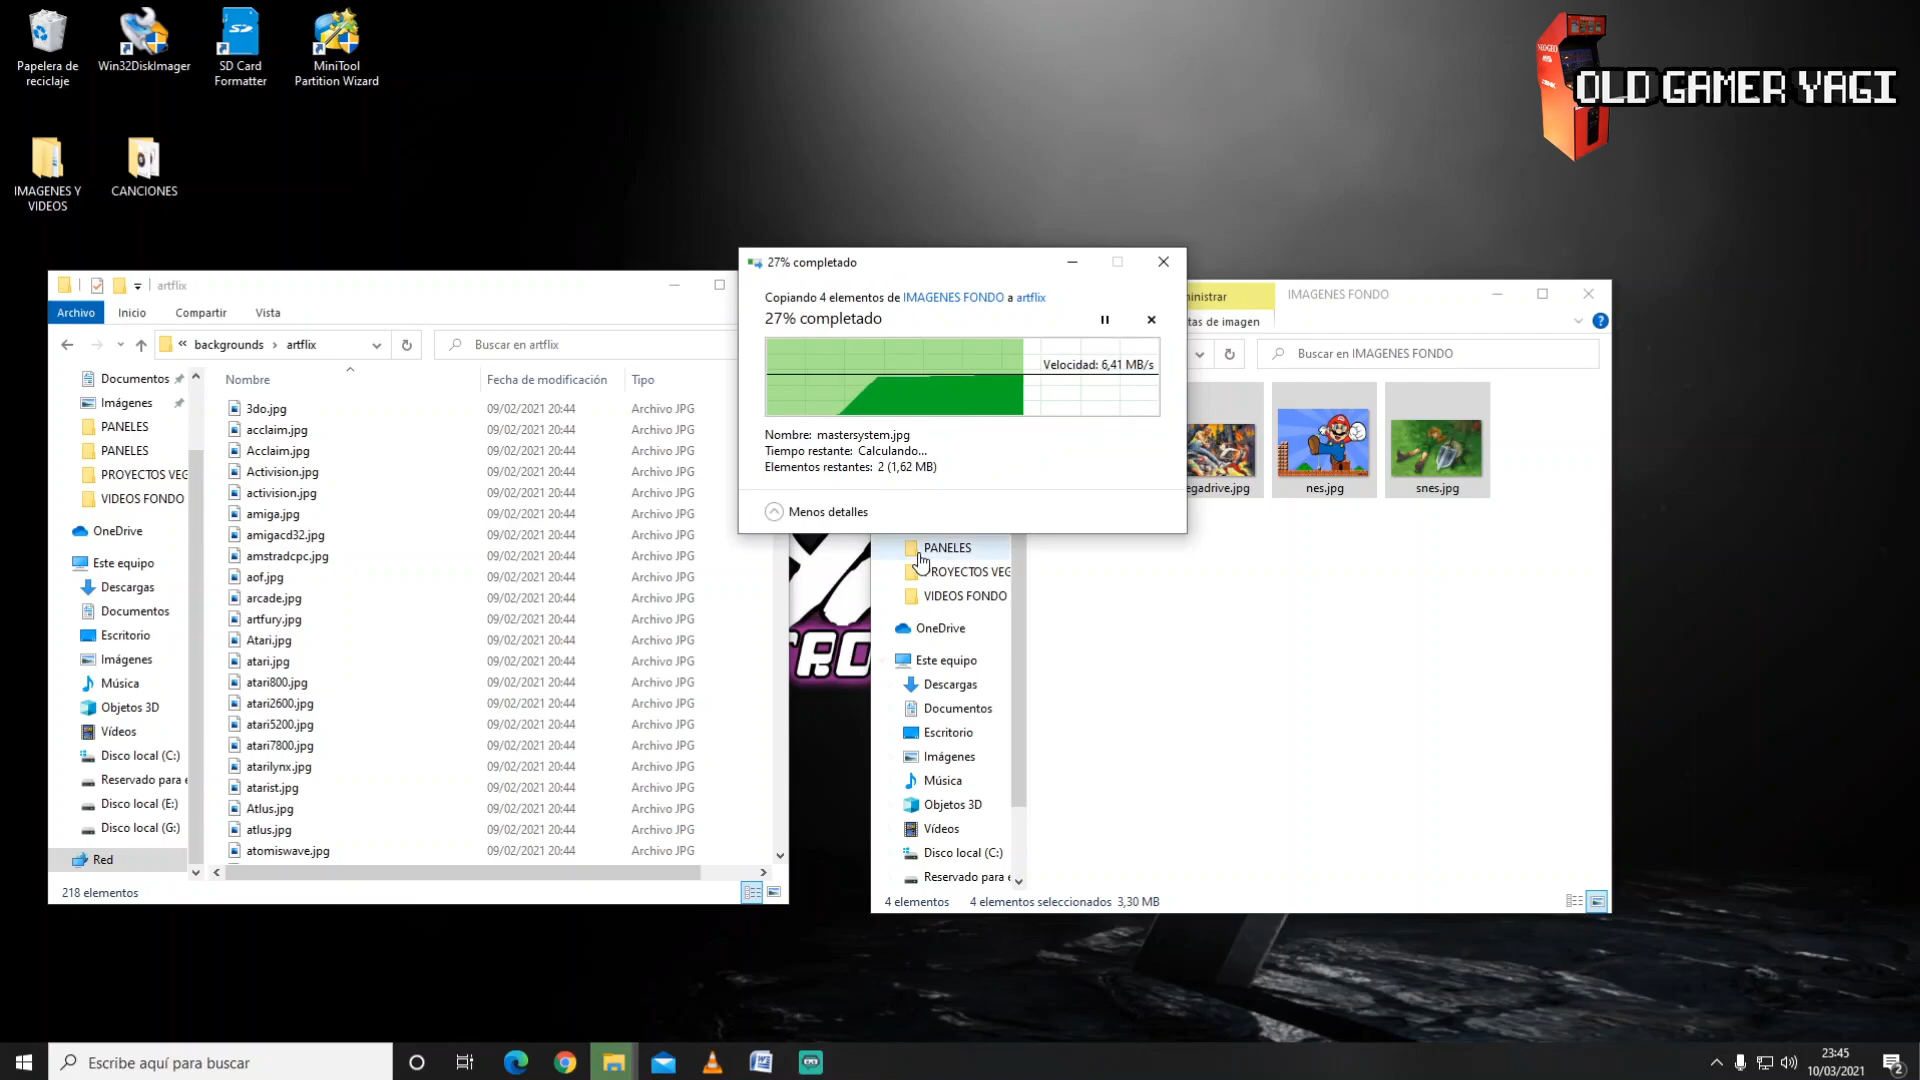 Papelera de
reciclaje
Win32DiskImager
SD Card
Formatter
MiniTool
Partition Wizard
IMAGENES Y
VIDEOS
CANCIONES
NEOGEO
OLD GAMER YAGI
artflix
Archivo
Inicio
Compartir
Vista
« backgrounds › artflix
Buscar en artflix
Documentos
Imágenes
PANELES
PANELES
PROYECTOS VEG
VIDEOS FONDO
OneDrive
Este equipo
Descargas
Documentos
Escritorio
Imágenes
Música
Objetos 3D
Vídeos
Disco local (C:)
Reservado para e
Disco local (E:)
Disco local (G:)
Red
Nombre Fecha de modificación Tipo
3do.jpg 09/02/2021 20:44 Archivo JPG
acclaim.jpg 09/02/2021 20:44 Archivo JPG
Acclaim.jpg 09/02/2021 20:44 Archivo JPG
Activision.jpg 09/02/2021 20:44 Archivo JPG
activision.jpg 09/02/2021 20:44 Archivo JPG
amiga.jpg 09/02/2021 20:44 Archivo JPG
amigacd32.jpg 09/02/2021 20:44 Archivo JPG
amstradcpc.jpg 09/02/2021 20:44 Archivo JPG
aof.jpg 09/02/2021 20:44 Archivo JPG
arcade.jpg 09/02/2021 20:44 Archivo JPG
artfury.jpg 09/02/2021 20:44 Archivo JPG
Atari.jpg 09/02/2021 20:44 Archivo JPG
atari.jpg 09/02/2021 20:44 Archivo JPG
atari800.jpg 09/02/2021 20:44 Archivo JPG
atari2600.jpg 09/02/2021 20:44 Archivo JPG
atari5200.jpg 09/02/2021 20:44 Archivo JPG
atari7800.jpg 09/02/2021 20:44 Archivo JPG
atarilynx.jpg 09/02/2021 20:44 Archivo JPG
atarist.jpg 09/02/2021 20:44 Archivo JPG
Atlus.jpg 09/02/2021 20:44 Archivo JPG
atlus.jpg 09/02/2021 20:44 Archivo JPG
atomiswave.jpg 09/02/2021 20:44 Archivo JPG
218 elementos
27% completado
Copiando 4 elementos de IMAGENES FONDO a artflix
27% completado
Velocidad: 6,41 MB/s
Nombre: mastersystem.jpg
Tiempo restante: Calculando...
Elementos restantes: 2 (1,62 MB)
Menos detalles
inistrar
IMAGENES FONDO
tas de imagen
Buscar en IMAGENES FONDO
egadrive.jpg
nes.jpg
snes.jpg
TRO
PANELES
PROYECTOS VEG
VIDEOS FONDO
OneDrive
Este equipo
Descargas
Documentos
Escritorio
Imágenes
Música
Objetos 3D
Vídeos
Disco local (C:)
Reservado para e
4 elementos 4 elementos seleccionados 3,30 MB
Escribe aquí para buscar
23:45
10/03/2021
2